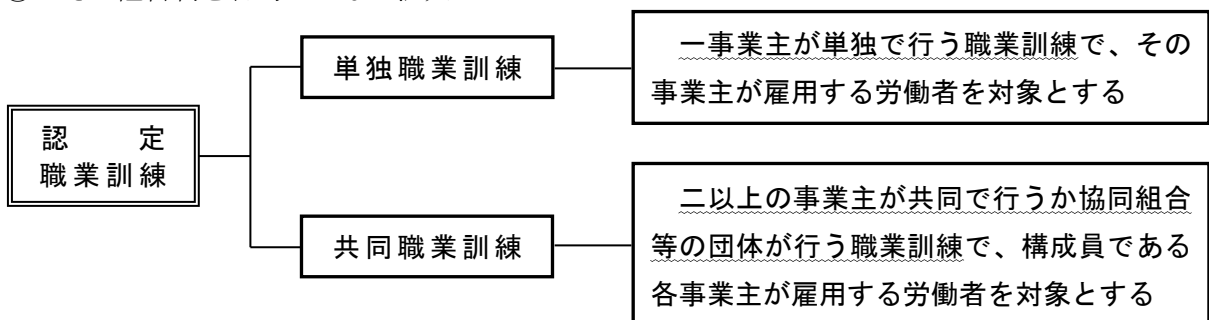 単独職業訓練
一事業主が単独で行う職業訓練で、その
事業主が雇用する労働者を対象とする
認　　定
職業訓練
共同職業訓練
二以上の事業主が共同で行うか協同組合
等の団体が行う職業訓練で、構成員である
各事業主が雇用する労働者を対象とする